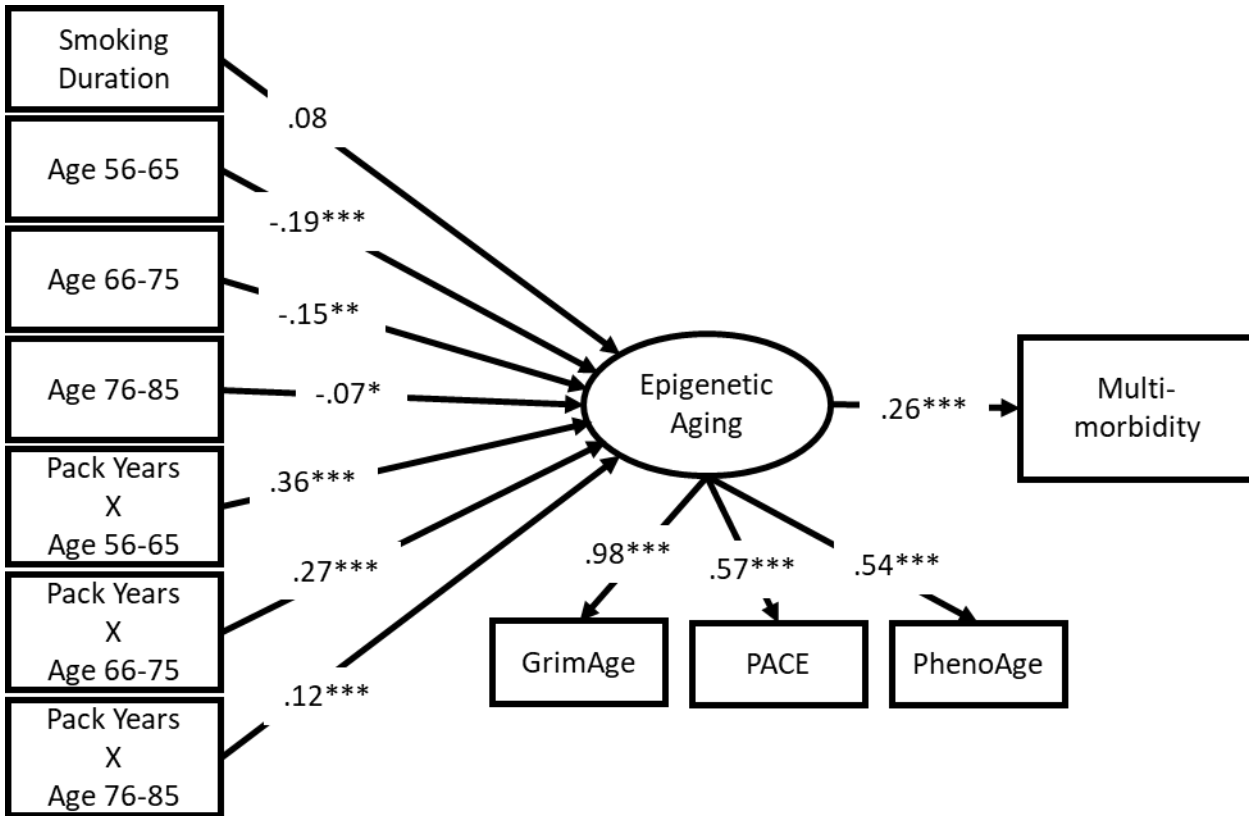 Smoking
Duration
.08
Age 56-65
-.19***
Age 66-75
-.15**
Age 76-85
-.07*
Pack Years
X
Age 56-65
.36***
Pack Years
X
Age 66-75
.27***
Pack Years
X
Age 76-85
.12***
Epigenetic
Aging
.26***
Multi-
morbidity
.98***
.57***
.54***
GrimAge
PACE
PhenoAge